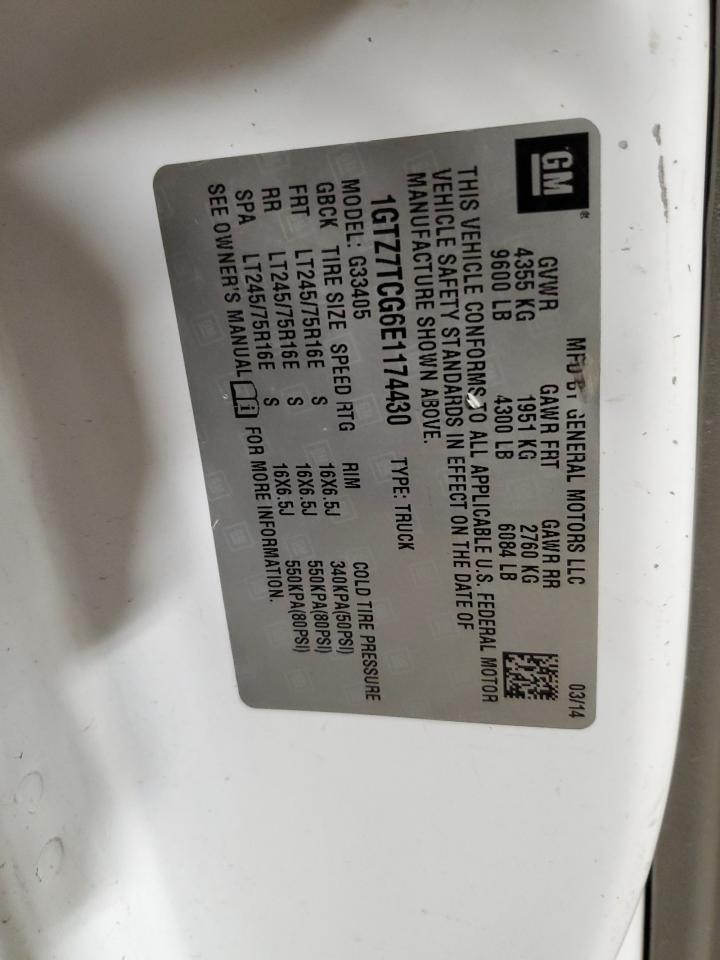 GM®
MFD BY GENERAL MOTORS LLC 03/14
GVWR GAWR FRT GAWR RR
4355 KG 1951 KG 2760 KG
9600 LB 4300 LB 6084 LB
THIS VEHICLE CONFORMS TO ALL APPLICABLE U.S. FEDERAL MOTOR
VEHICLE SAFETY STANDARDS IN EFFECT ON THE DATE OF
MANUFACTURE SHOWN ABOVE.
1GTZ7TCG6E1174430 TYPE: TRUCK
MODEL: G33405
GBCK TIRE SIZE SPEED RTG RIM COLD TIRE PRESSURE
FRT LT245/75R16E S 16X6.5J 340KPA(50PSI)
RR LT245/75R16E S 16X6.5J 550KPA(80PSI)
SPA LT245/75R16E S 16X6.5J 550KPA(80PSI)
SEE OWNER'S MANUAL FOR MORE INFORMATION.